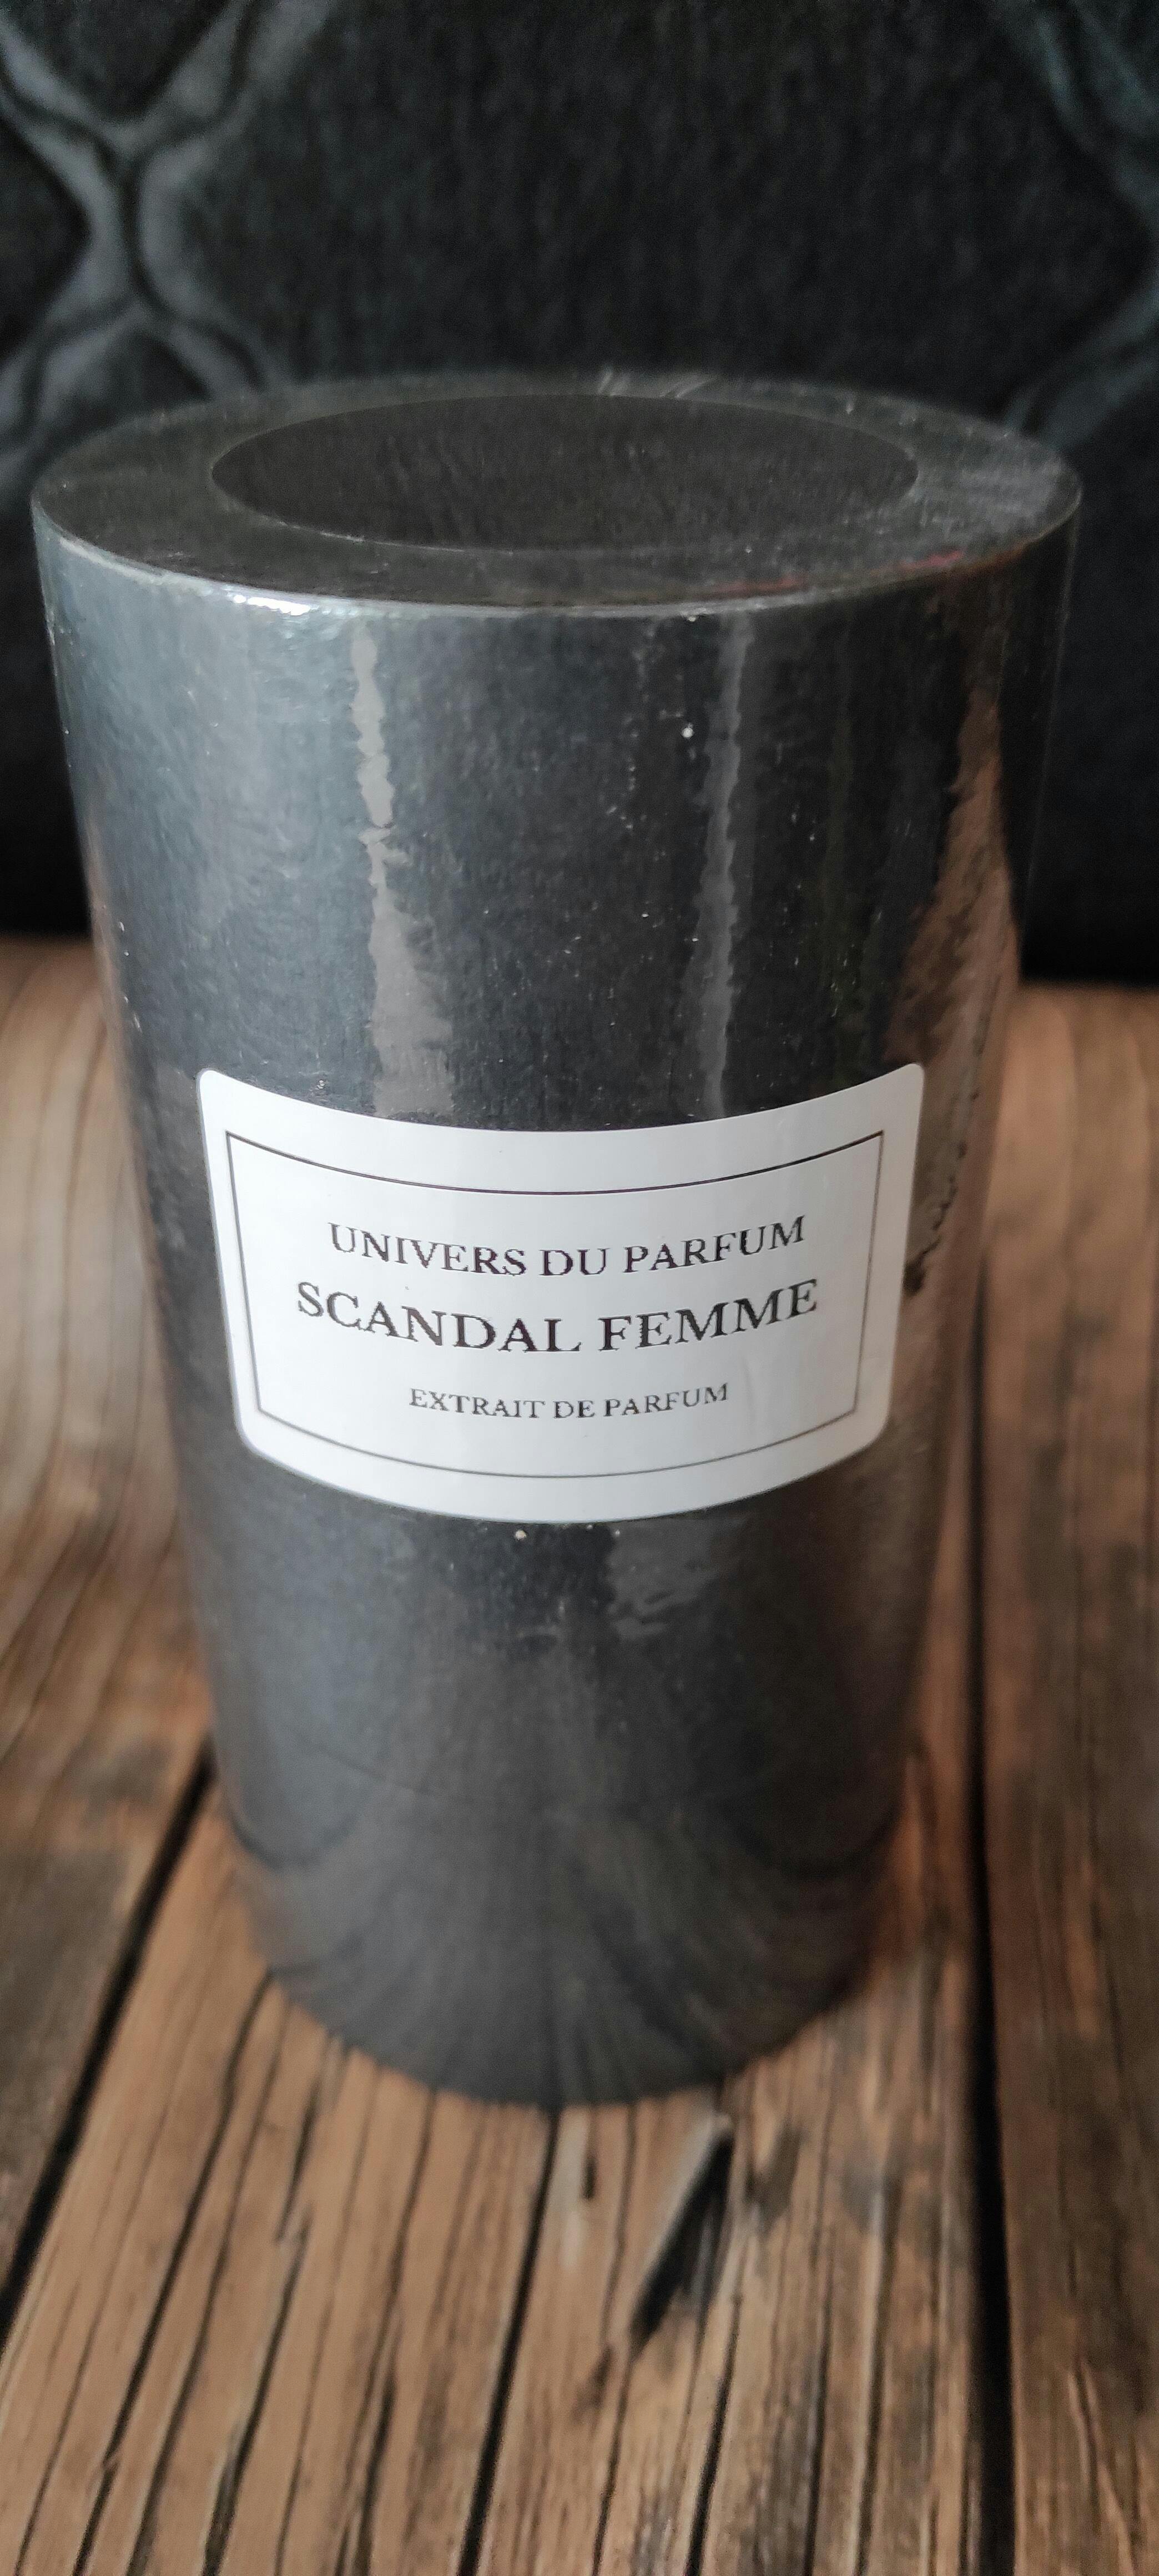 UNIVERS DU PARFUM
SCANDAL FEMME
EXTRAIT DE PARFUM